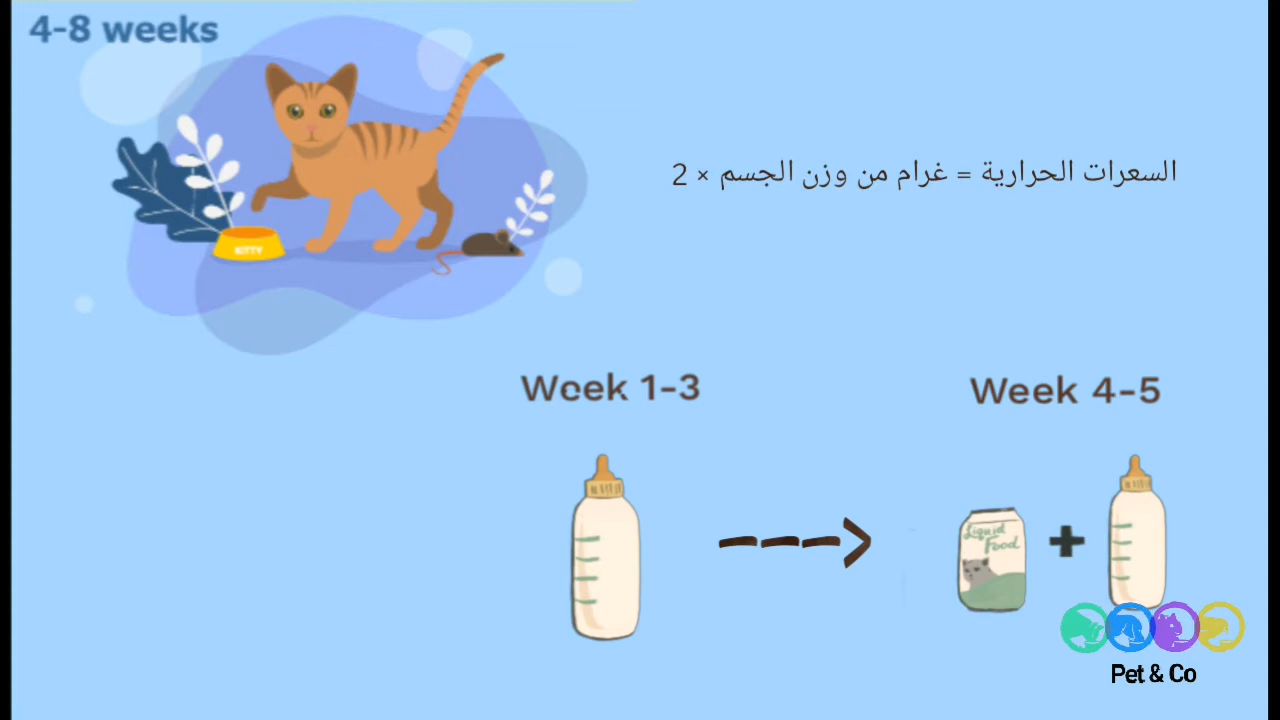 4-8 weeks
السعرات الحرارية = غرام من وزن الجسم × 2
KITTY
Week 1-3
Week 4-5
Liquid
Food
Pet & Co